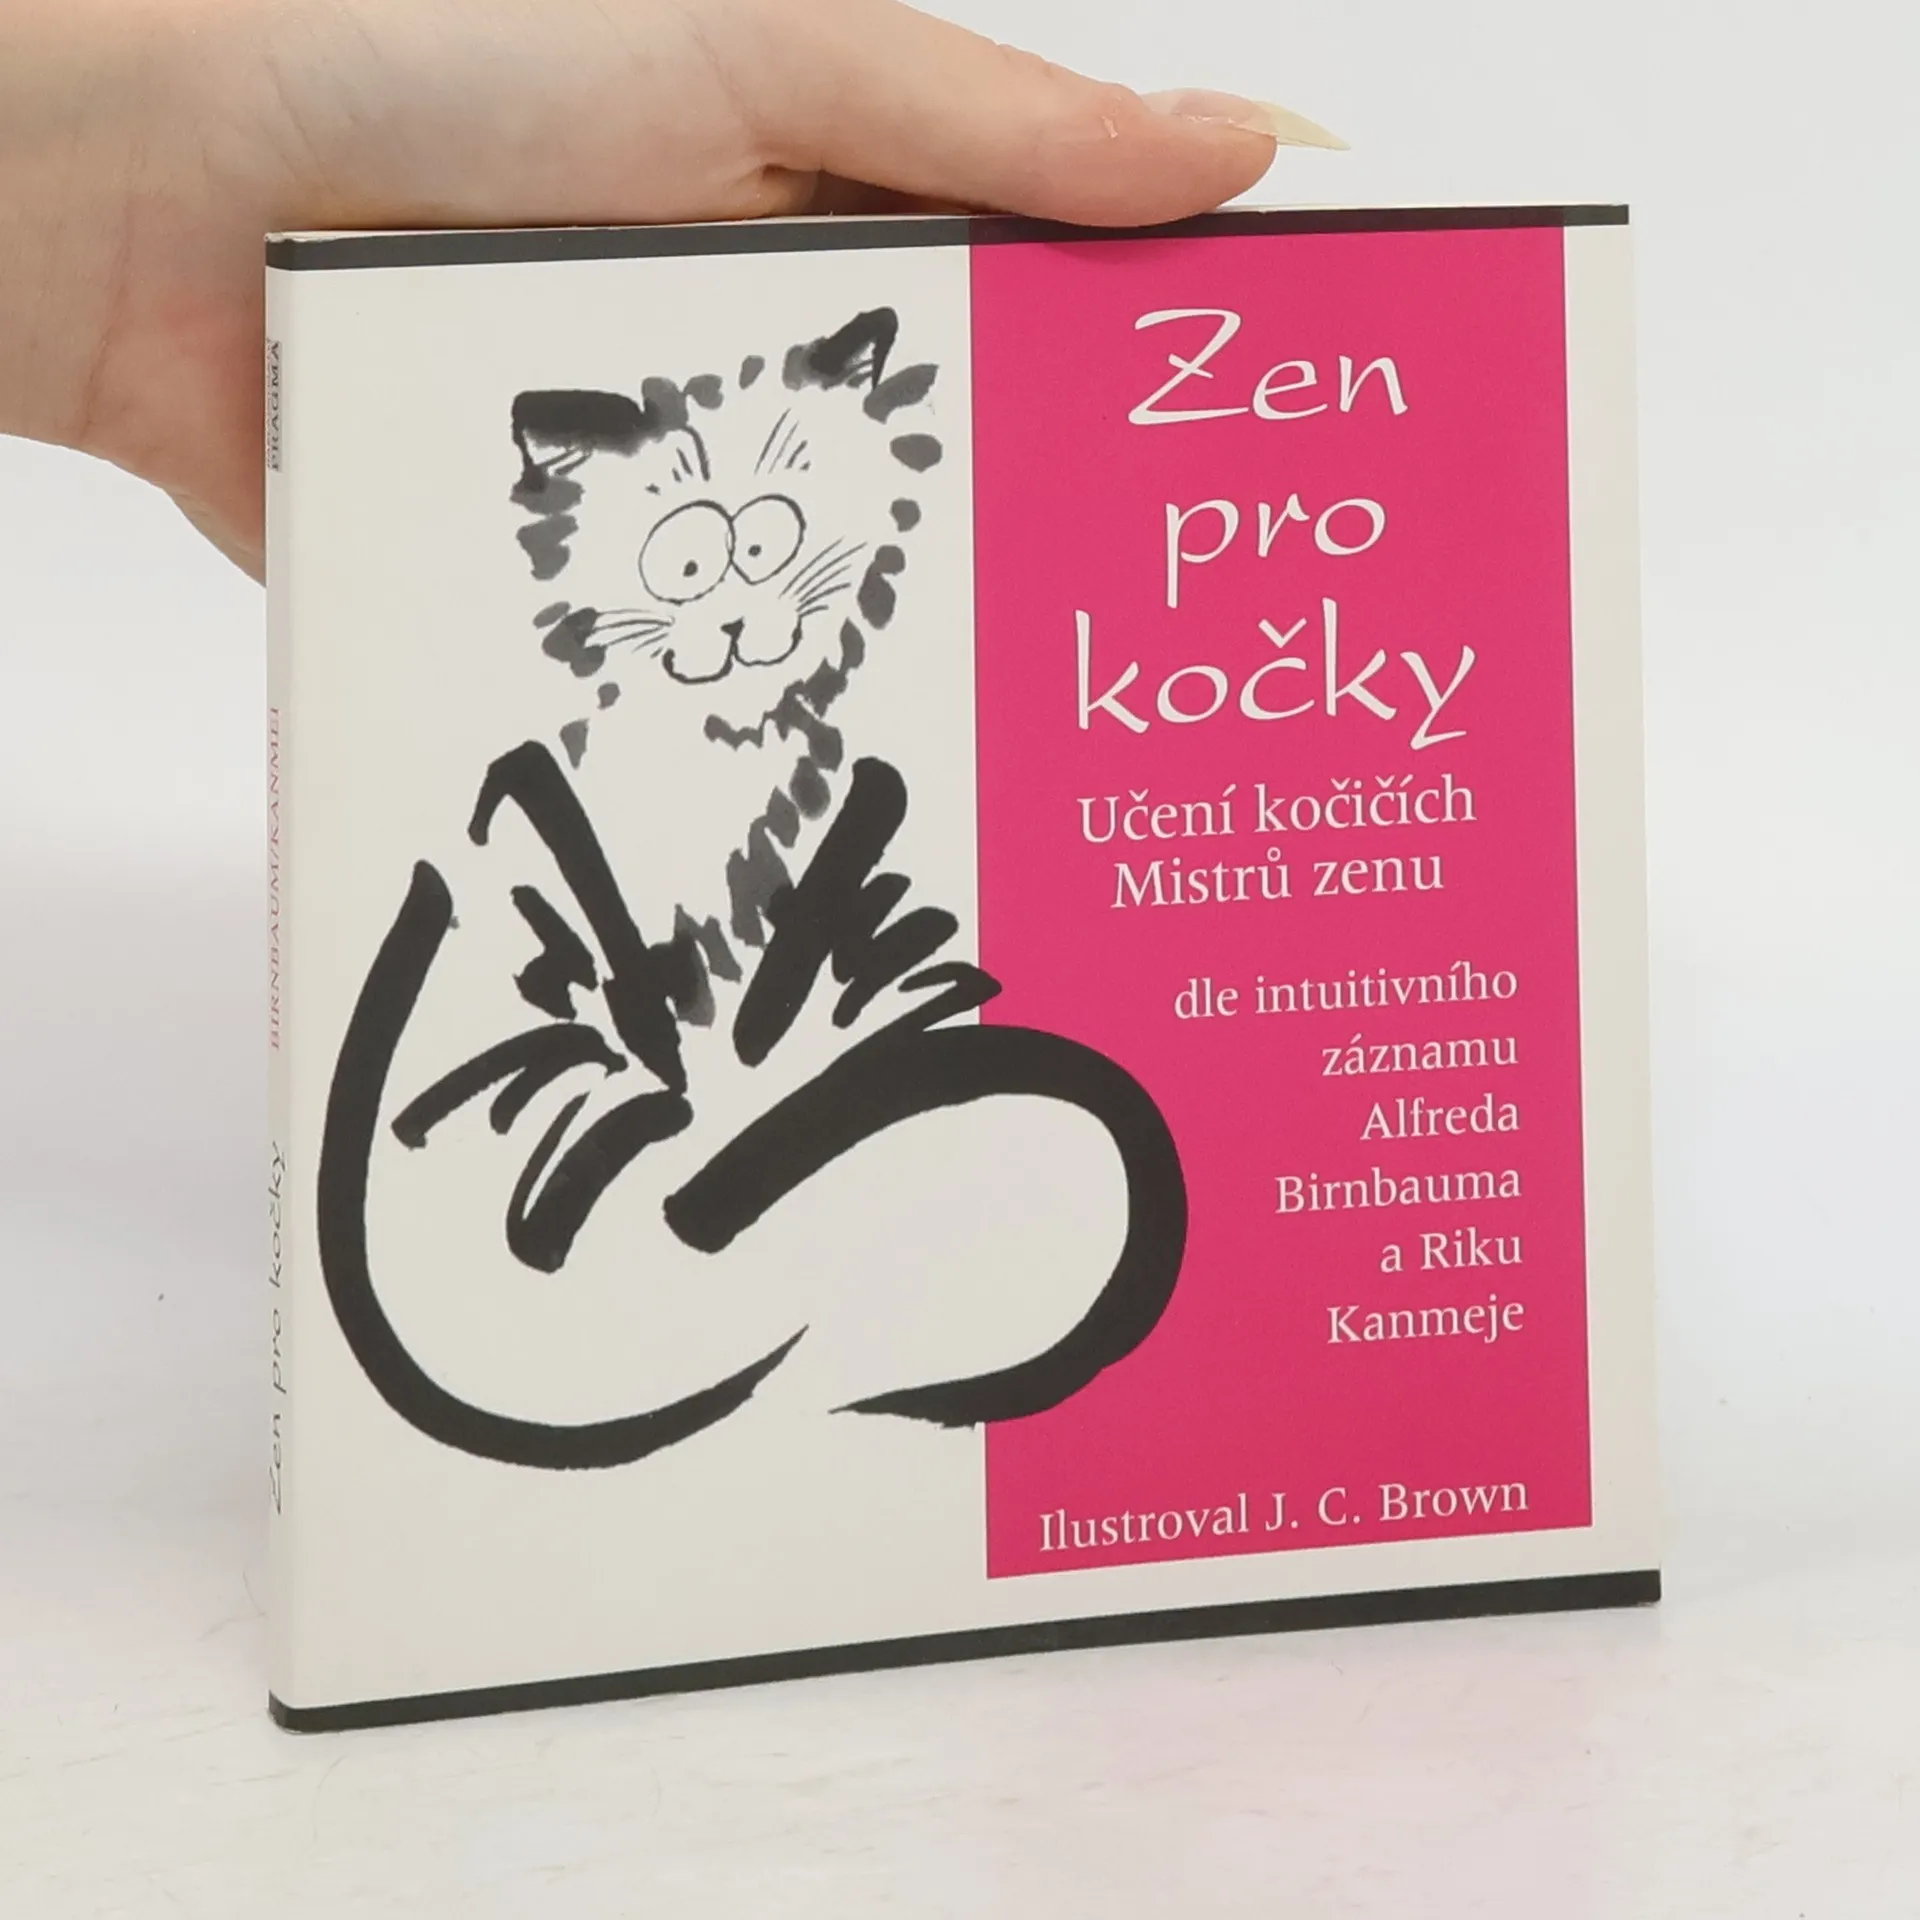 Zen
pro
kočky
Učení kočičích
Mistrů zenu
dle intuitivního
záznamu
Alfreda
Birnbauma
a Riku
Kanmeje
Ilustroval J. C. Brown
Zen pro kočky
BIRNBAUM/KANMEI
PRAGMA